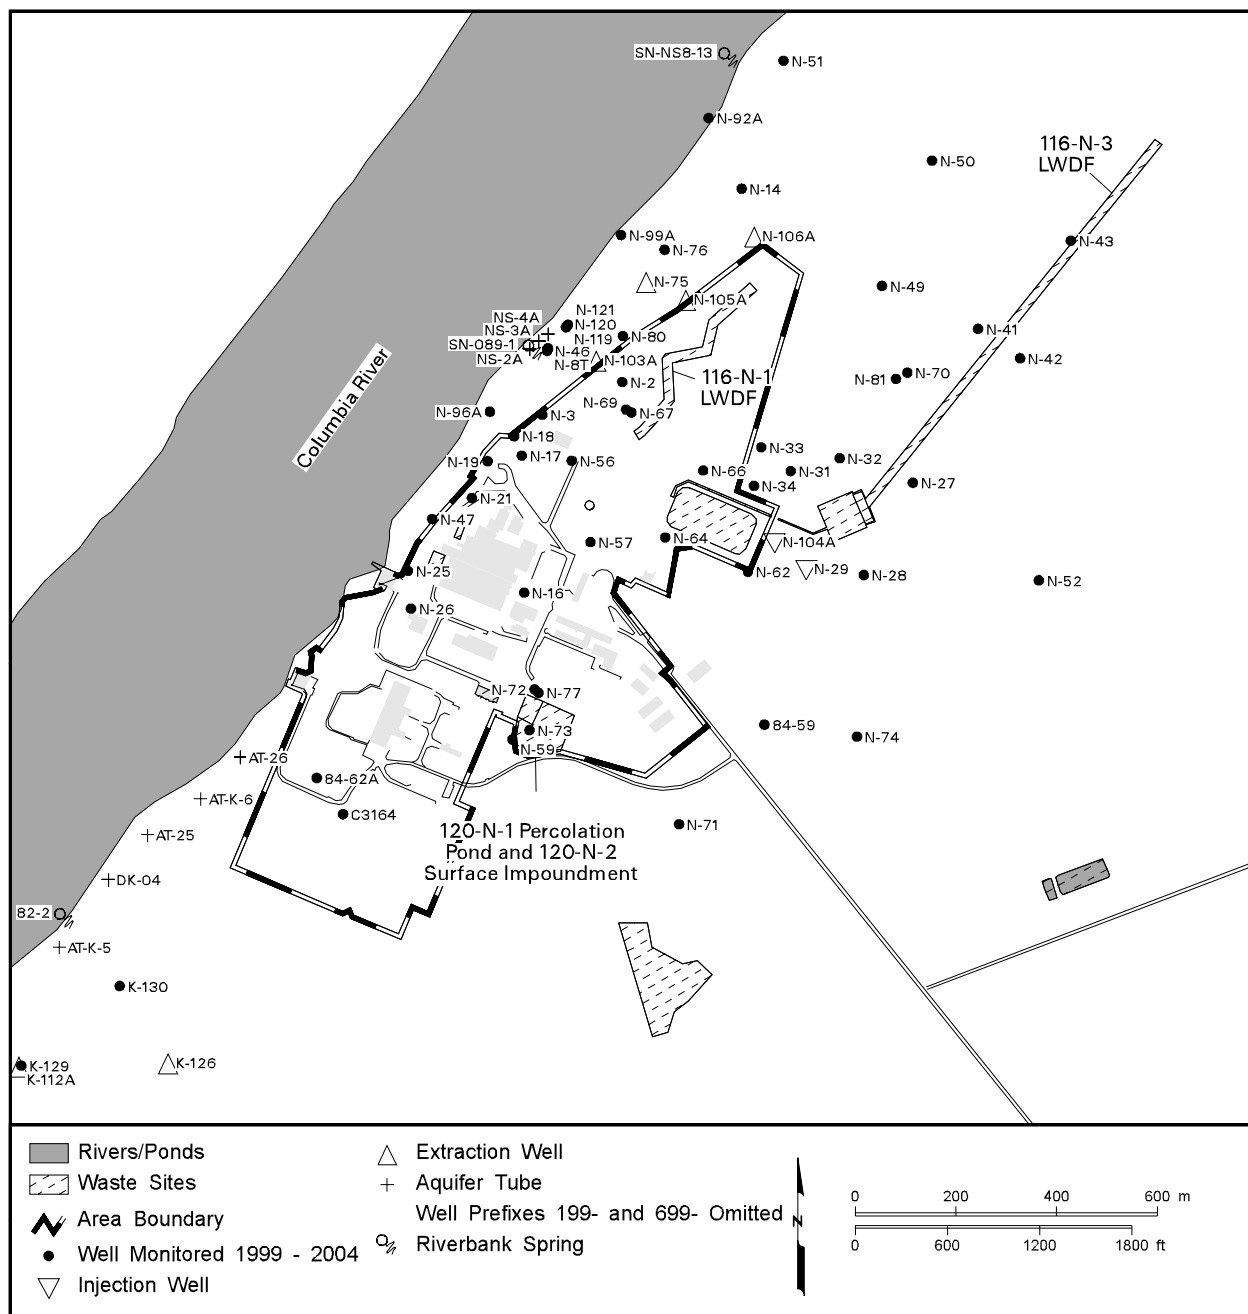 SN-NS8-13
N-51
N-92A
116-N-3
LWDF
N-50
N-14
N-99A
N-76
N-106A
N-43
N-75
N-49
N-105A
NS-4A
N-121
NS-3A
N-120
N-119
SN-089-1
N-80
N-41
NS-2A
N-46
N-8T
N-103A
N-42
N-2
116-N-1
LWDF
N-81
N-70
Columbia River
N-96A
N-3
N-69
N-67
N-18
N-17
N-33
N-19
N-56
N-66
N-31
N-32
N-34
N-27
N-21
N-47
N-57
N-64
N-104A
N-25
N-62
N-29
N-28
N-52
N-16
N-26
N-72
N-77
N-73
N-59
84-59
N-74
AT-26
84-62A
AT-K-6
C3164
AT-25
N-71
120-N-1 Percolation
Pond and 120-N-2
Surface Impoundment
DK-04
82-2
AT-K-5
K-130
K-129
K-126
K-112A
Rivers/Ponds
Waste Sites
Area Boundary
Well Monitored 1999 - 2004
Injection Well
Extraction Well
Aquifer Tube
Well Prefixes 199- and 699- Omitted
Riverbank Spring
N
0 200 400 600 m
0 600 1200 1800 ft